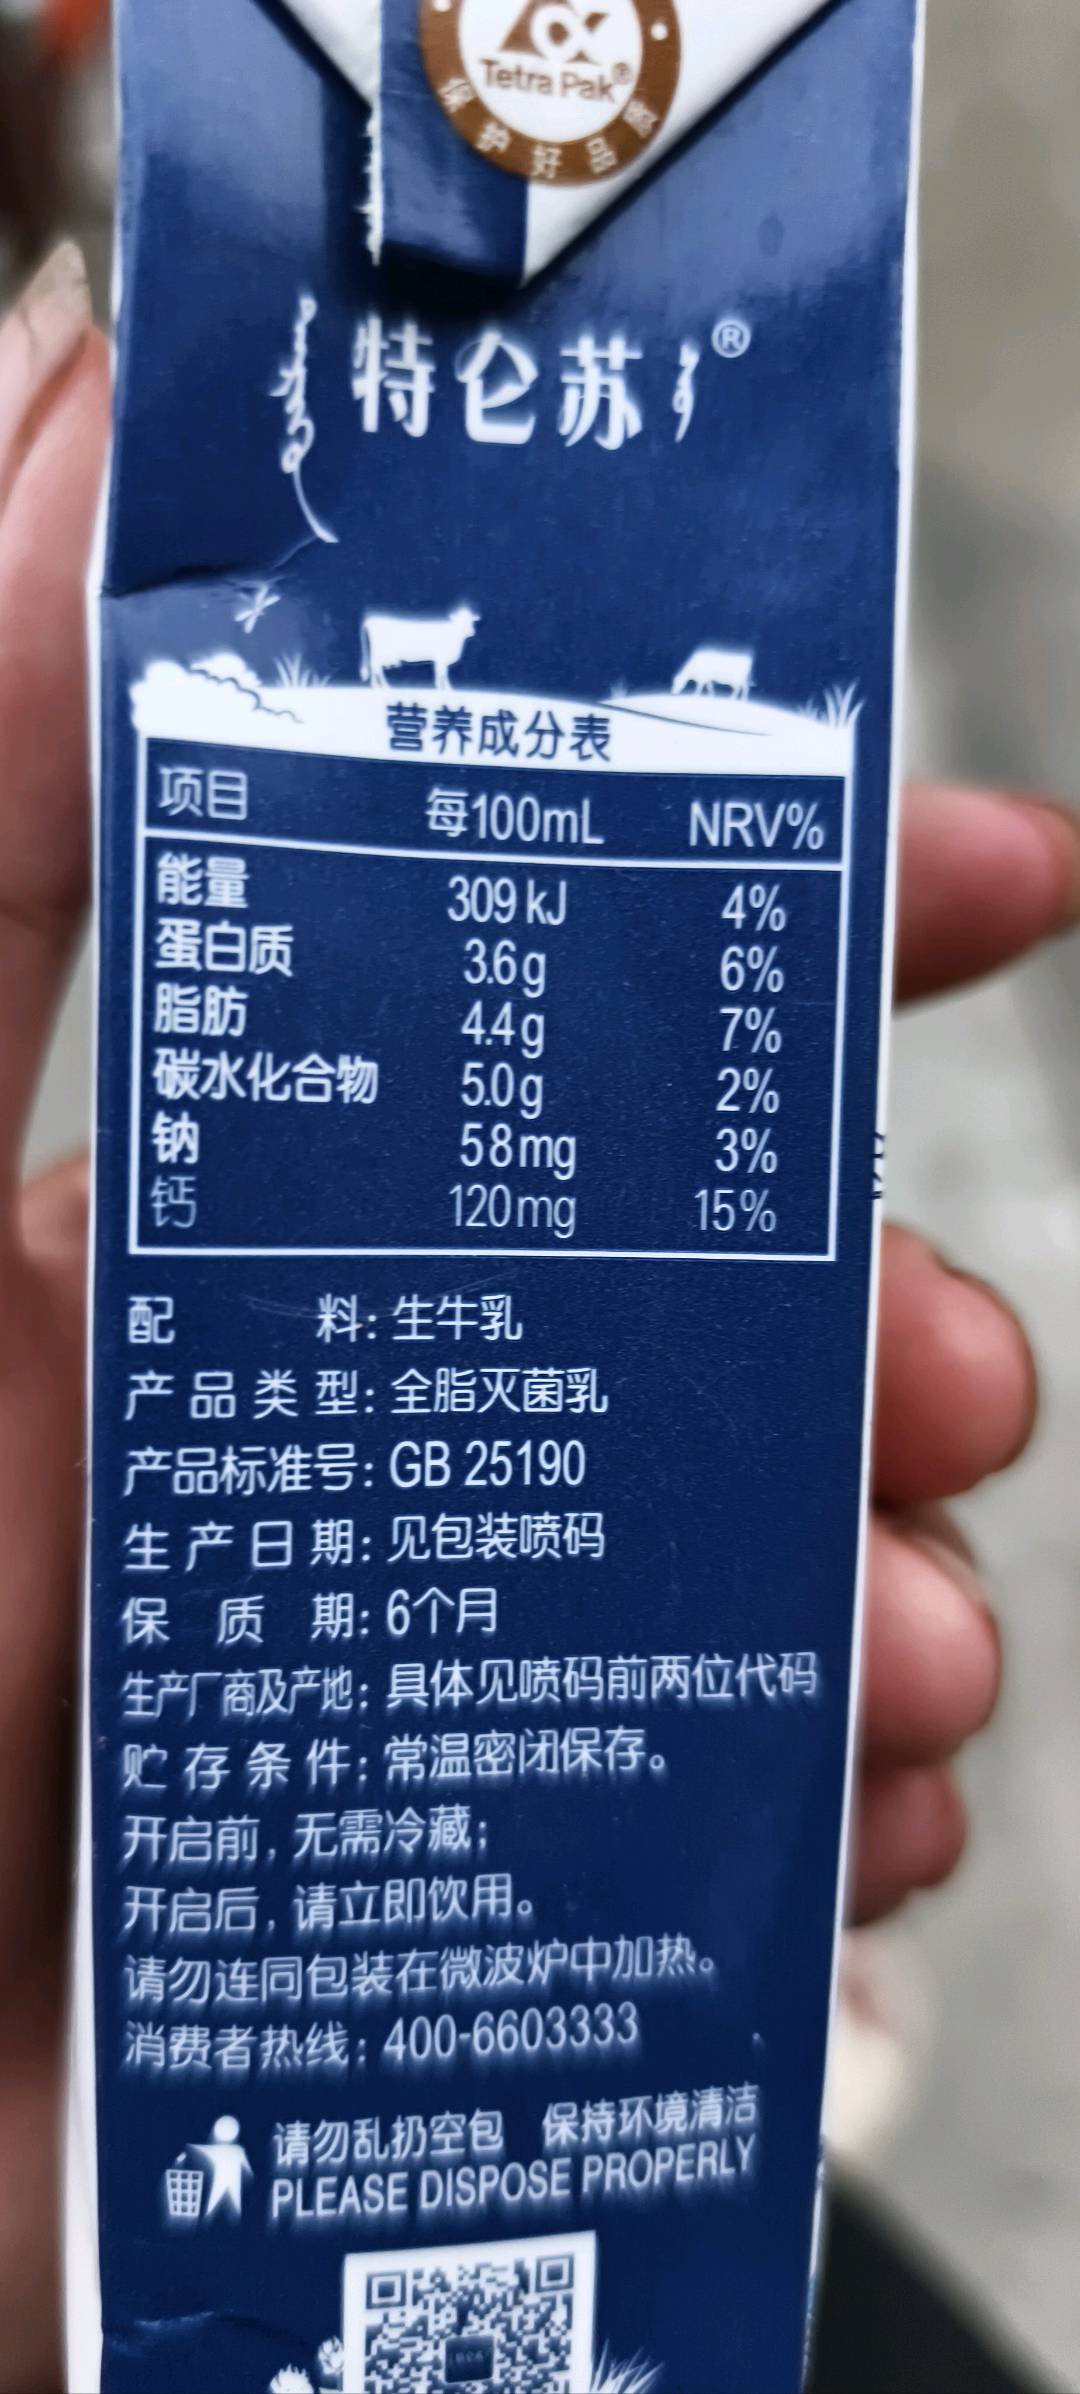 Tetra Pak®
保护好品质
特仑苏®
营养成分表
项目 每100mL NRV%
能量 309 kJ 4%
蛋白质 3.6g 6%
脂肪 4.4g 7%
碳水化合物 5.0g 2%
钠 58mg 3%
钙 120mg 15%
配料:生牛乳
产品类型:全脂灭菌乳
产品标准号:GB 25190
生产日期:见包装喷码
保质期:6个月
生产厂商及产地:具体见喷码前两位代码
贮存条件:常温密闭保存。
开启前,无需冷藏;
开启后,请立即饮用。
请勿连同包装在微波炉中加热。
消费者热线:400-6603333
请勿乱扔空包 保持环境清洁
PLEASE DISPOSE PROPERLY